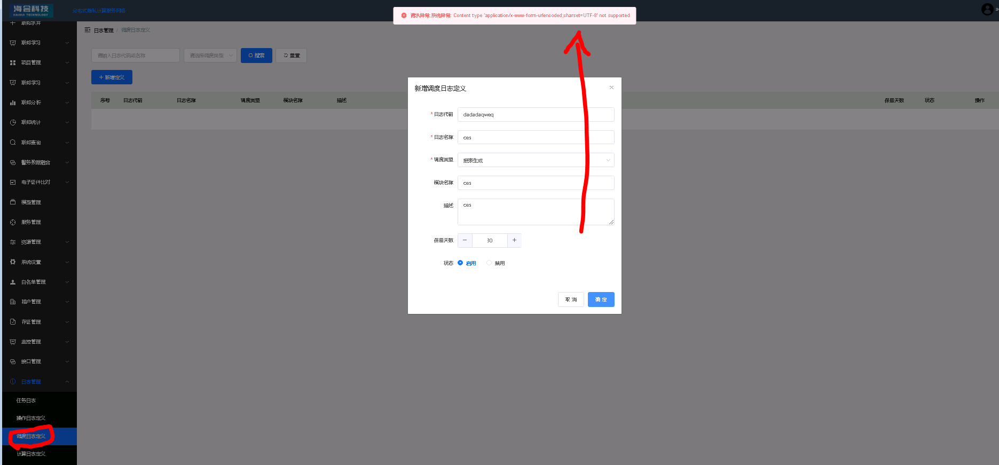 海会科技
HAIHUI TECHNOLOGY
分布式隐私计算服务网络
请求异常:系统异常: Content type 'application/x-www-form-urlencoded;charset=UTF-8' not supported
联邦求并
联邦学习
项目管理
联邦学习
联邦分析
联邦统计
联邦查询
警务数据融合
电子证件比对
模型管理
服务管理
资源管理
系统设置
白名单管理
租户管理
存证管理
监控管理
接口管理
日志管理
任务日志
操作日志定义
调度日志定义
计算日志定义
日志管理 / 调度日志定义
请输入日志代码或名称
请选择调度类型
搜索
重置
+ 新增定义
序号 日志代码 日志名称 调度类型 模块名称 描述 保留天数 状态 操作
新增调度日志定义
* 日志代码 dadadaqweq
* 日志名称 ces
* 调度类型 报表生成
模块名称 ces
描述 ces
保留天数 − 30 +
状态 启用 禁用
取 消 确 定